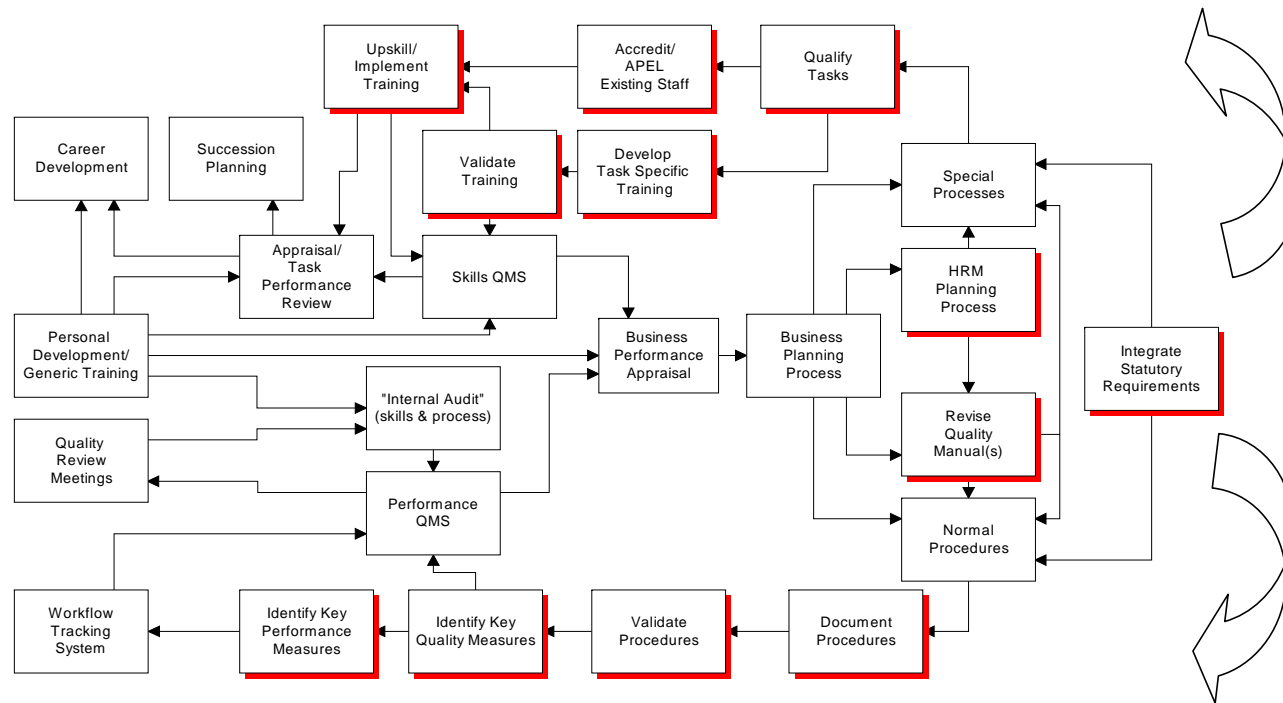 Upskill/
Implement
Training
Accredit/
APEL
Existing Staff
Qualify
Tasks
Career
Development
Succession
Planning
Validate
Training
Develop
Task Specific
Training
Special
Processes
Appraisal/
Task
Performance
Review
Skills QMS
HRM
Planning
Process
Personal
Development/
Generic Training
Business
Performance
Appraisal
Business
Planning
Process
Integrate
Statutory
Requirements
"Internal Audit"
(skills & process)
Revise
Quality
Manual(s)
Quality
Review
Meetings
Performance
QMS
Normal
Procedures
Workflow
Tracking
System
Identify Key
Performance
Measures
Identify Key
Quality Measures
Validate
Procedures
Document
Procedures